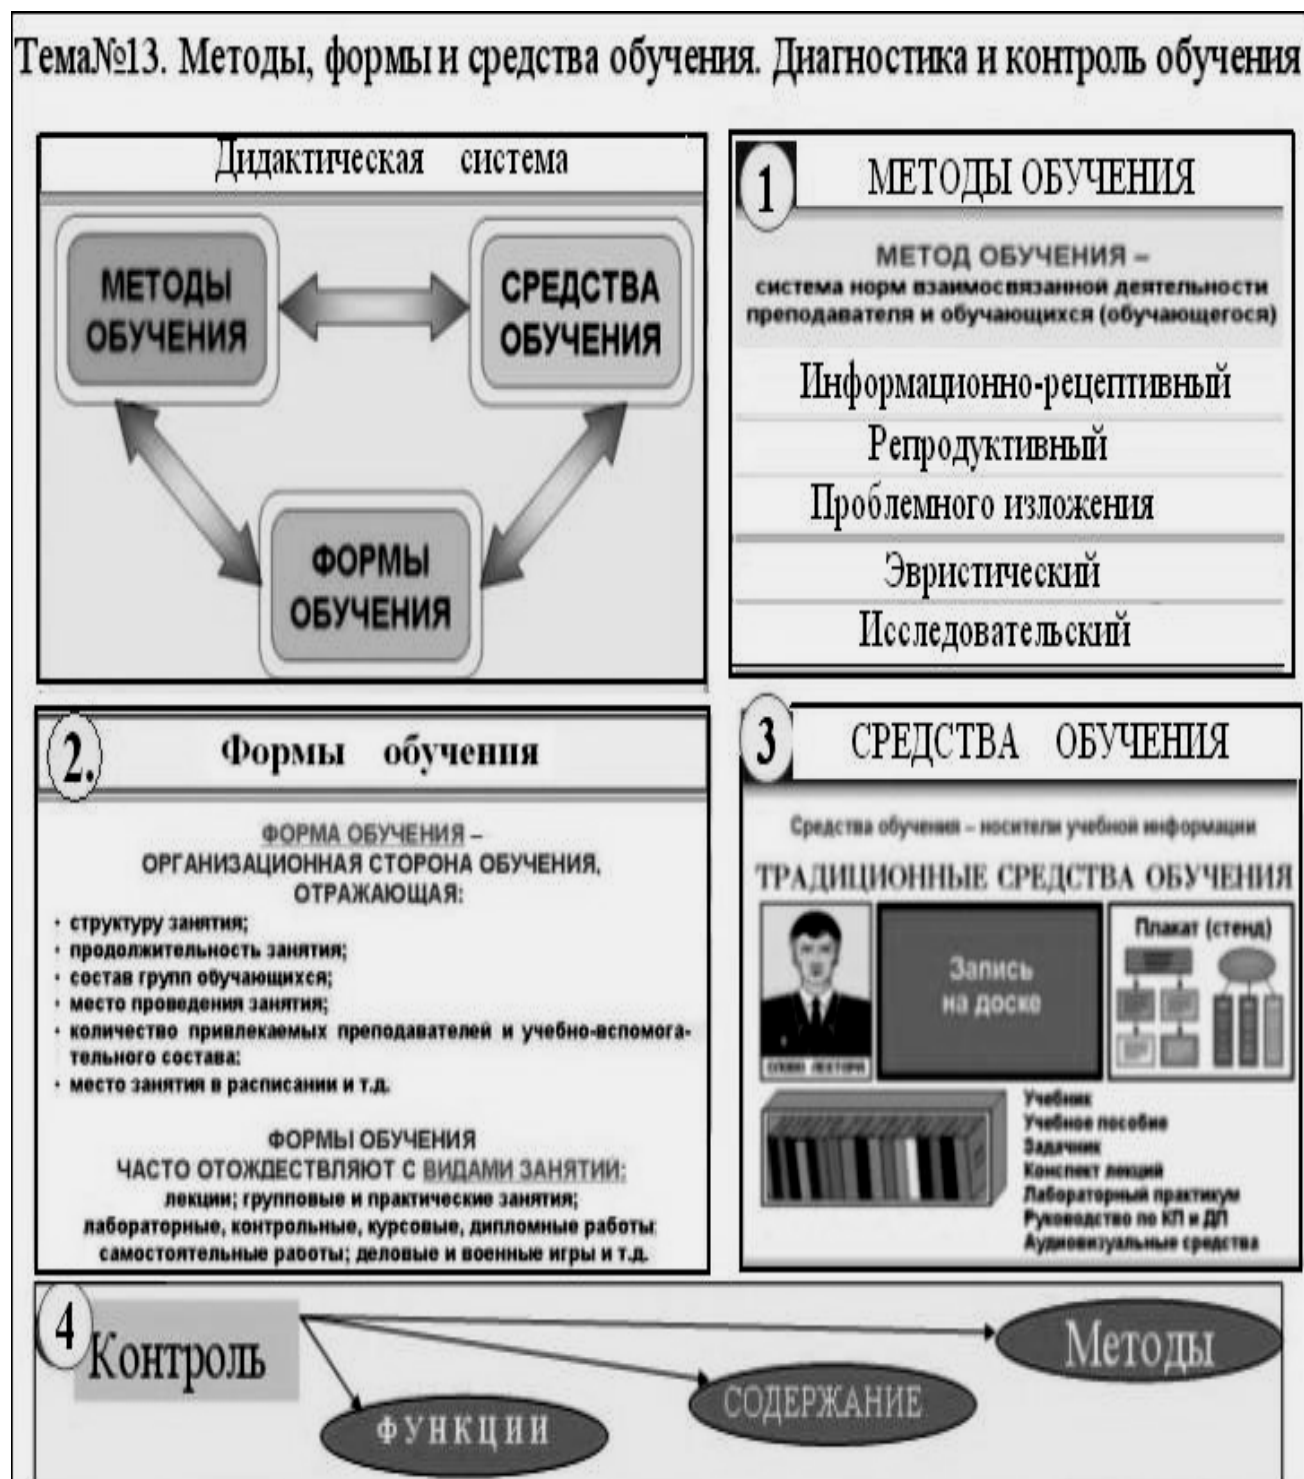 Тема№13. Методы, формы и средства обучения. Диагностика и контроль обучения
Дидактическая система
МЕТОДЫ
ОБУЧЕНИЯ
СРЕДСТВА
ОБУЧЕНИЯ
ФОРМЫ
ОБУЧЕНИЯ
1
МЕТОДЫ ОБУЧЕНИЯ
МЕТОД ОБУЧЕНИЯ –
система норм взаимосвязанной деятельности
преподавателя и обучающихся (обучающегося)
Информационно-рецептивный
Репродуктивный
Проблемного изложения
Эвристический
Исследовательский
2.
Формы обучения
ФОРМА ОБУЧЕНИЯ –
ОРГАНИЗАЦИОННАЯ СТОРОНА ОБУЧЕНИЯ,
ОТРАЖАЮЩАЯ:
· структуру занятия;
· продолжительность занятия;
· состав групп обучающихся;
· место проведения занятия;
· количество привлекаемых преподавателей и учебно-вспомога-
тельного состава;
· место занятия в расписании и т.д.
ФОРМЫ ОБУЧЕНИЯ
ЧАСТО ОТОЖДЕСТВЛЯЮТ С ВИДАМИ ЗАНЯТИЙ:
лекции; групповые и практические занятия;
лабораторные, контрольные, курсовые, дипломные работы
самостоятельные работы; деловые и военные игры и т.д.
3
СРЕДСТВА ОБУЧЕНИЯ
Средства обучения – носители учебной информации
ТРАДИЦИОННЫЕ СРЕДСТВА ОБУЧЕНИЯ
СЛОВО ЛЕКТОРА
Запись
на доске
Плакат (стенд)
Учебник
Учебное пособие
Задачник
Конспект лекций
Лабораторный практикум
Руководство по КП и ДП
Аудиовизуальные средства
4
Контроль
Методы
СОДЕРЖАНИЕ
ФУНКЦИИ